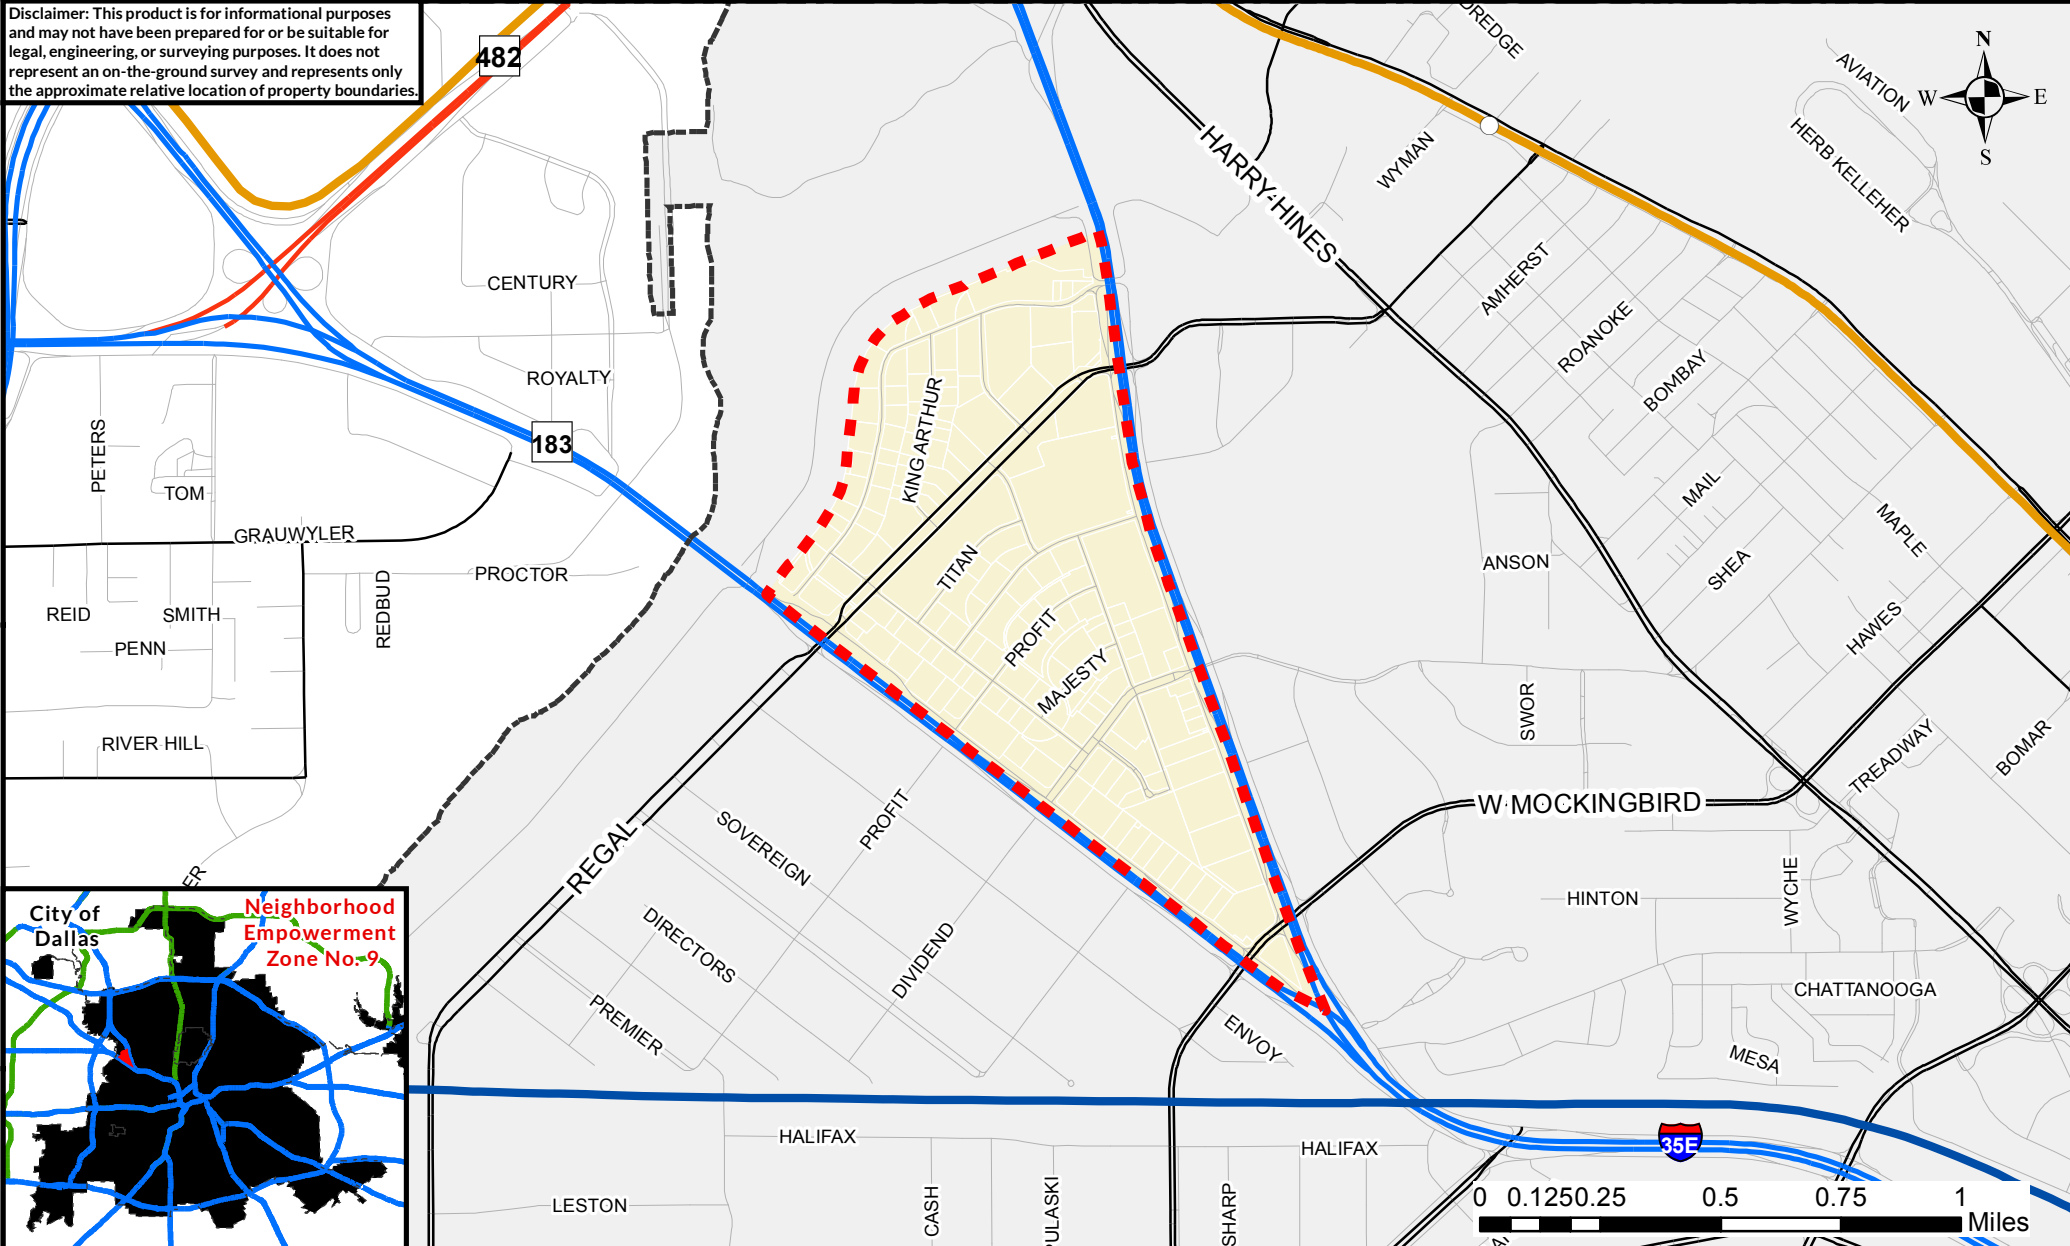 Disclaimer: This product is for informational purposes
and may not have been prepared for or be suitable for
legal, engineering, or surveying purposes. It does not
represent an on-the-ground survey and represents only
the approximate relative location of property boundaries.
482
N
W E
S
AVIATION
HERB KELLEHER
WYMAN
HARRY HINES
CENTURY
AMHERST
ROANOKE
BOMBAY
ROYALTY
KING ARTHUR
183
PETERS
TOM
MAIL
MAPLE
GRAUWYLER
ANSON
SHEA
TITAN
PROCTOR
REDBUD
REID
SMITH
PENN
PROFIT
HAWES
MAJESTY
SWOR
RIVER HILL
TREADWAY
BOMAR
W MOCKINGBIRD
REGAL
SOVEREIGN
PROFIT
ER
HINTON
WYCHE
DIRECTORS
DIVIDEND
PREMIER
ENVOY
CHATTANOOGA
MESA
City of
Dallas
Neighborhood
Empowerment
Zone No. 9
HALIFAX
HALIFAX
35E
LESTON
CASH
SHARP
0 0.125 0.25 0.5 0.75 1
Miles